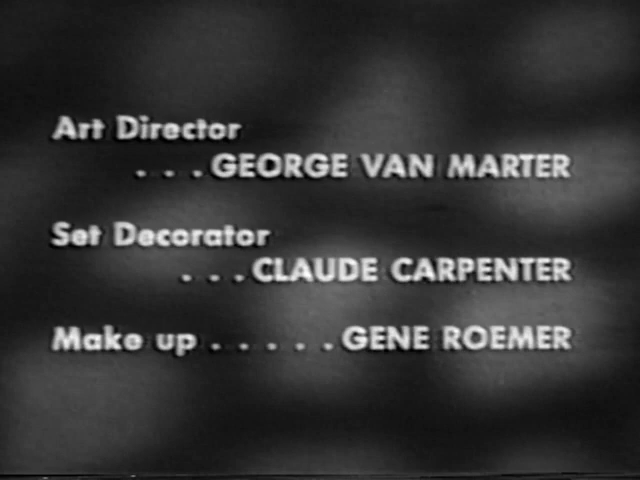 Art Director
. . . GEORGE VAN MARTER
Set Decorator
. . . CLAUDE CARPENTER
Make up . . . . . GENE ROEMER